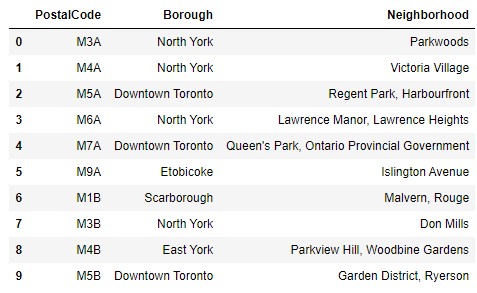 PostalCode Borough Neighborhood
0 M3A North York Parkwoods
1 M4A North York Victoria Village
2 M5A Downtown Toronto Regent Park, Harbourfront
3 M6A North York Lawrence Manor, Lawrence Heights
4 M7A Downtown Toronto Queen's Park, Ontario Provincial Government
5 M9A Etobicoke Islington Avenue
6 M1B Scarborough Malvern, Rouge
7 M3B North York Don Mills
8 M4B East York Parkview Hill, Woodbine Gardens
9 M5B Downtown Toronto Garden District, Ryerson